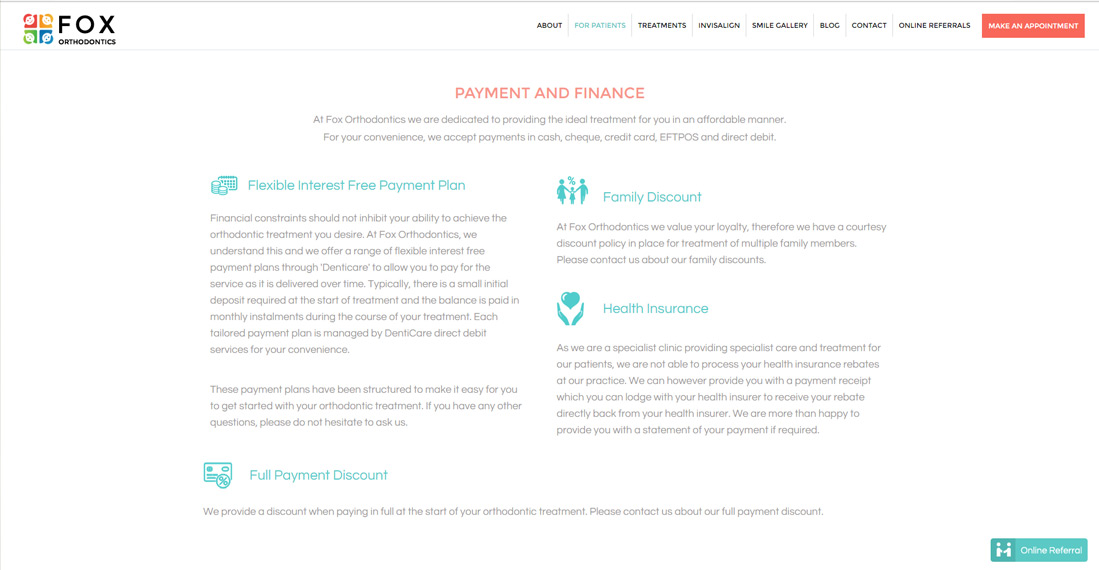 FOX
ORTHODONTICS
ABOUT
FOR PATIENTS
TREATMENTS
INVISALIGN
SMILE GALLERY
BLOG
CONTACT
ONLINE REFERRALS
MAKE AN APPOINTMENT
PAYMENT AND FINANCE
At Fox Orthodontics we are dedicated to providing the ideal treatment for you in an affordable manner.
For your convenience, we accept payments in cash, cheque, credit card, EFTPOS and direct debit.
Flexible Interest Free Payment Plan
Financial constraints should not inhibit your ability to achieve the
orthodontic treatment you desire. At Fox Orthodontics, we
understand this and we offer a range of flexible interest free
payment plans through 'Denticare' to allow you to pay for the
service as it is delivered over time. Typically, there is a small initial
deposit required at the start of treatment and the balance is paid in
monthly instalments during the course of your treatment. Each
tailored payment plan is managed by DentiCare direct debit
services for your convenience.
These payment plans have been structured to make it easy for you
to get started with your orthodontic treatment. If you have any other
questions, please do not hesitate to ask us.
%
Family Discount
At Fox Orthodontics we value your loyalty, therefore we have a courtesy
discount policy in place for treatment of multiple family members.
Please contact us about our family discounts.
Health Insurance
As we are a specialist clinic providing specialist care and treatment for
our patients, we are not able to process your health insurance rebates
at our practice. We can however provide you with a payment receipt
which you can lodge with your health insurer to receive your rebate
directly back from your health insurer. We are more than happy to
provide you with a statement of your payment if required.
%
Full Payment Discount
We provide a discount when paying in full at the start of your orthodontic treatment. Please contact us about our full payment discount.
Online Referral